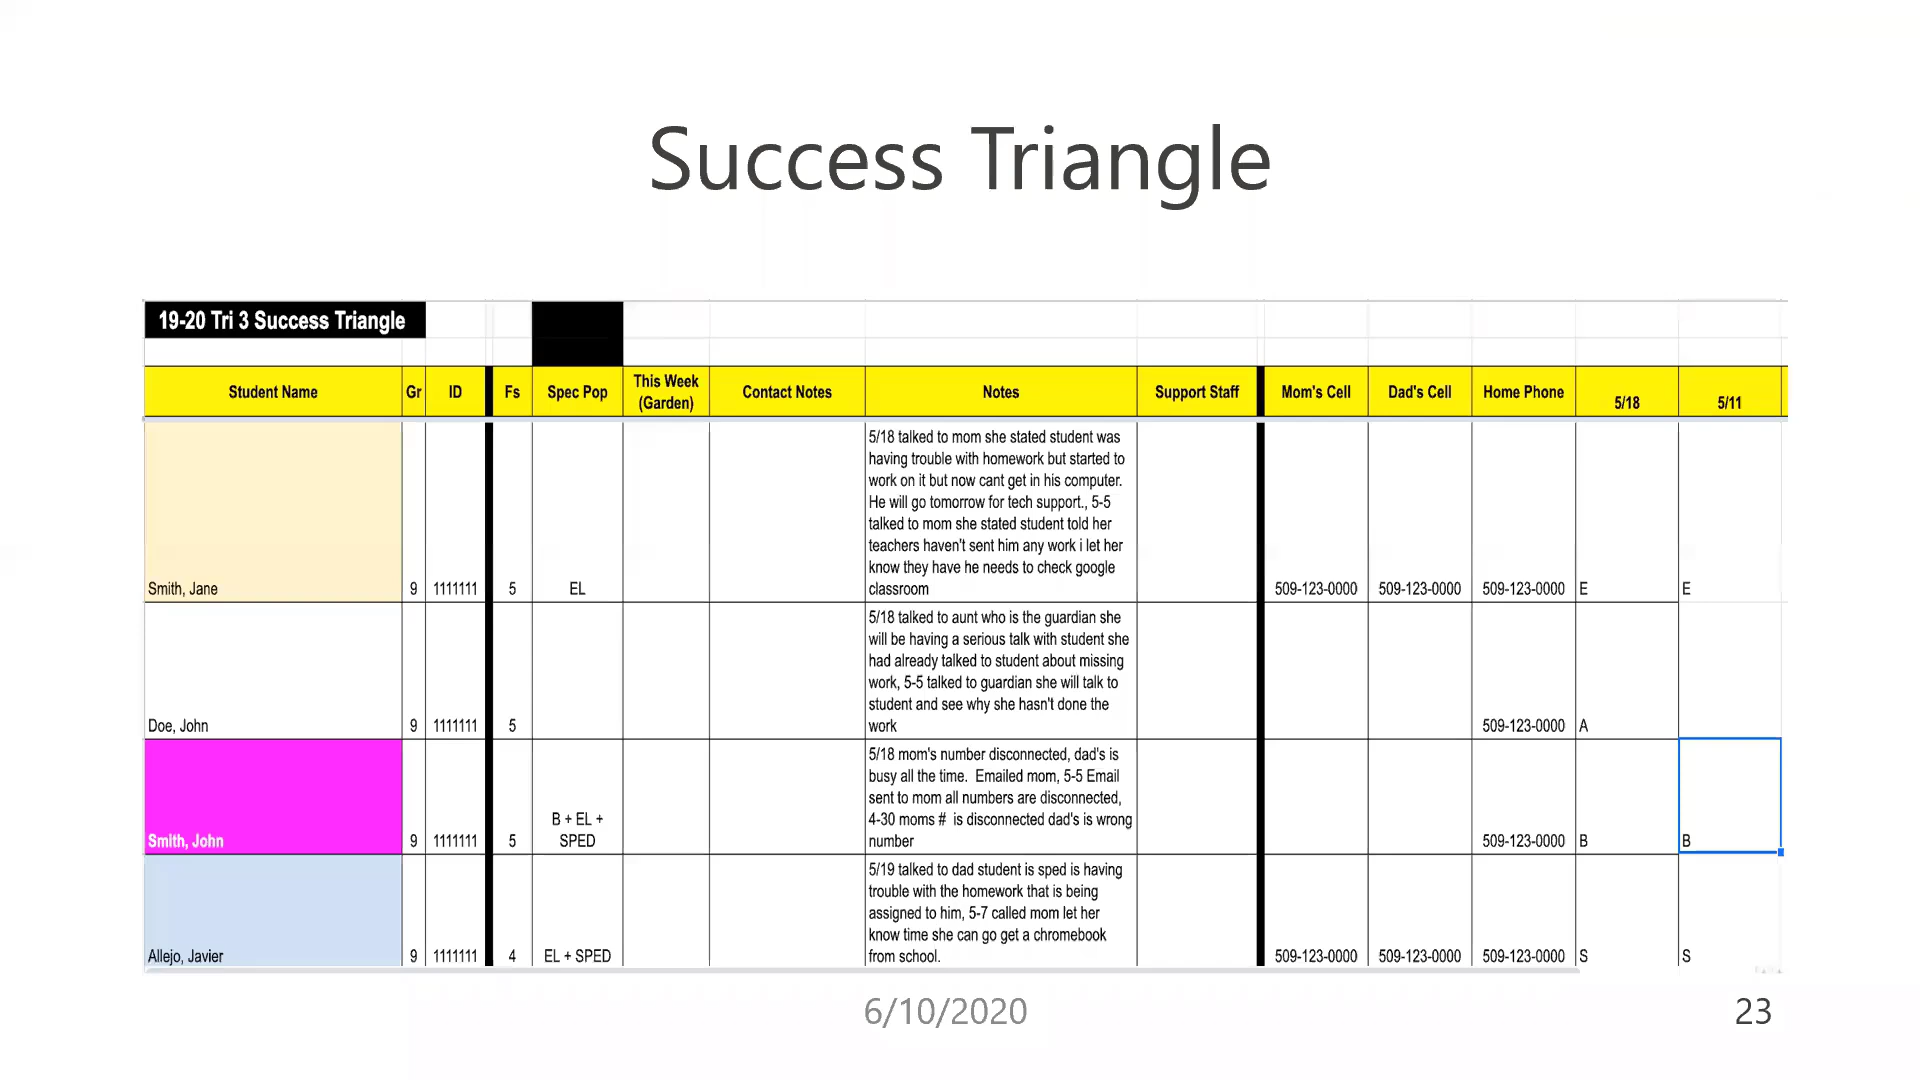 Success Triangle
19-20 Tri 3 Success Triangle
Student Name Gr ID Fs Spec Pop This Week (Garden) Contact Notes Notes Support Staff Mom's Cell Dad's Cell Home Phone 5/18 5/11
5/18 talked to mom she stated student was
having trouble with homework but started to
work on it but now cant get in his computer.
He will go tomorrow for tech support., 5-5
talked to mom she stated student told her
teachers haven't sent him any work i let her
know they have he needs to check google
classroom
Smith, Jane 9 1111111 5 EL 509-123-0000 509-123-0000 509-123-0000 E E
5/18 talked to aunt who is the guardian she
will be having a serious talk with student she
had already talked to student about missing
work, 5-5 talked to guardian she will talk to
student and see why she hasn't done the
work
Doe, John 9 1111111 5 509-123-0000 A
5/18 mom's number disconnected, dad's is
busy all the time. Emailed mom, 5-5 Email
sent to mom all numbers are disconnected,
4-30 moms # is disconnected dad's is wrong
number
Smith, John 9 1111111 5 B + EL + SPED 509-123-0000 B B
5/19 talked to dad student is sped is having
trouble with the homework that is being
assigned to him, 5-7 called mom let her
know time she can go get a chromebook
from school.
Allejo, Javier 9 1111111 4 EL + SPED 509-123-0000 509-123-0000 509-123-0000 S S
6/10/2020
23